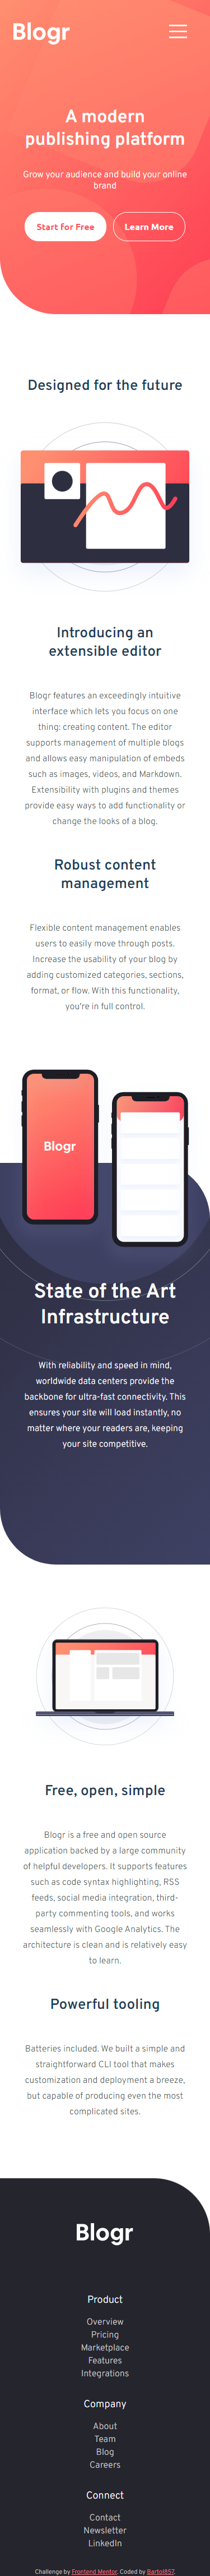 Blogr
A modern
publishing platform
Grow your audience and build your online
brand
Start for Free
Learn More
Designed for the future
Introducing an
extensible editor
Blogr features an exceedingly intuitive
interface which lets you focus on one
thing: creating content. The editor
supports management of multiple blogs
and allows easy manipulation of embeds
such as images, videos, and Markdown.
Extensibility with plugins and themes
provide easy ways to add functionality or
change the looks of a blog.
Robust content
management
Flexible content management enables
users to easily move through posts.
Increase the usability of your blog by
adding customized categories, sections,
format, or flow. With this functionality,
you're in full control.
Blogr
State of the Art
Infrastructure
With reliability and speed in mind,
worldwide data centers provide the
backbone for ultra-fast connectivity. This
ensures your site will load instantly, no
matter where your readers are, keeping
your site competitive.
Free, open, simple
Blogr is a free and open source
application backed by a large community
of helpful developers. It supports features
such as code syntax highlighting, RSS
feeds, social media integration, third-
party commenting tools, and works
seamlessly with Google Analytics. The
architecture is clean and is relatively easy
to learn.
Powerful tooling
Batteries included. We built a simple and
straightforward CLI tool that makes
customization and deployment a breeze,
but capable of producing even the most
complicated sites.
Blogr
Product
Overview
Pricing
Marketplace
Features
Integrations
Company
About
Team
Blog
Careers
Connect
Contact
Newsletter
LinkedIn
Challenge by Frontend Mentor. Coded by Bartol857.